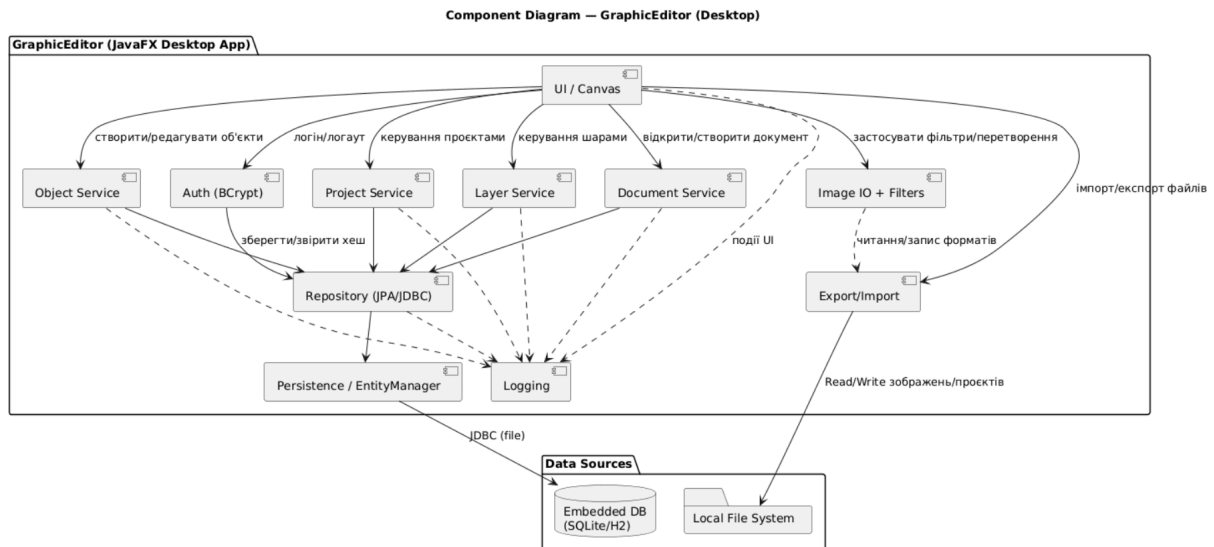 Component Diagram — GraphicEditor (Desktop)
GraphicEditor (JavaFX Desktop App)
UI / Canvas
створити/редагувати об'єкти
логін/логаут
керування проєктами
керування шарами
відкрити/створити документ
застосувати фільтри/перетворення
імпорт/експорт файлів
Object Service
Auth (BCrypt)
Project Service
Layer Service
Document Service
Image IO + Filters
зберегти/звірити хеш
події UI
читання/запис форматів
Repository (JPA/JDBC)
Export/Import
Persistence / EntityManager
Logging
Read/Write зображень/проєктів
JDBC (file)
Data Sources
Embedded DB
(SQLite/H2)
Local File System